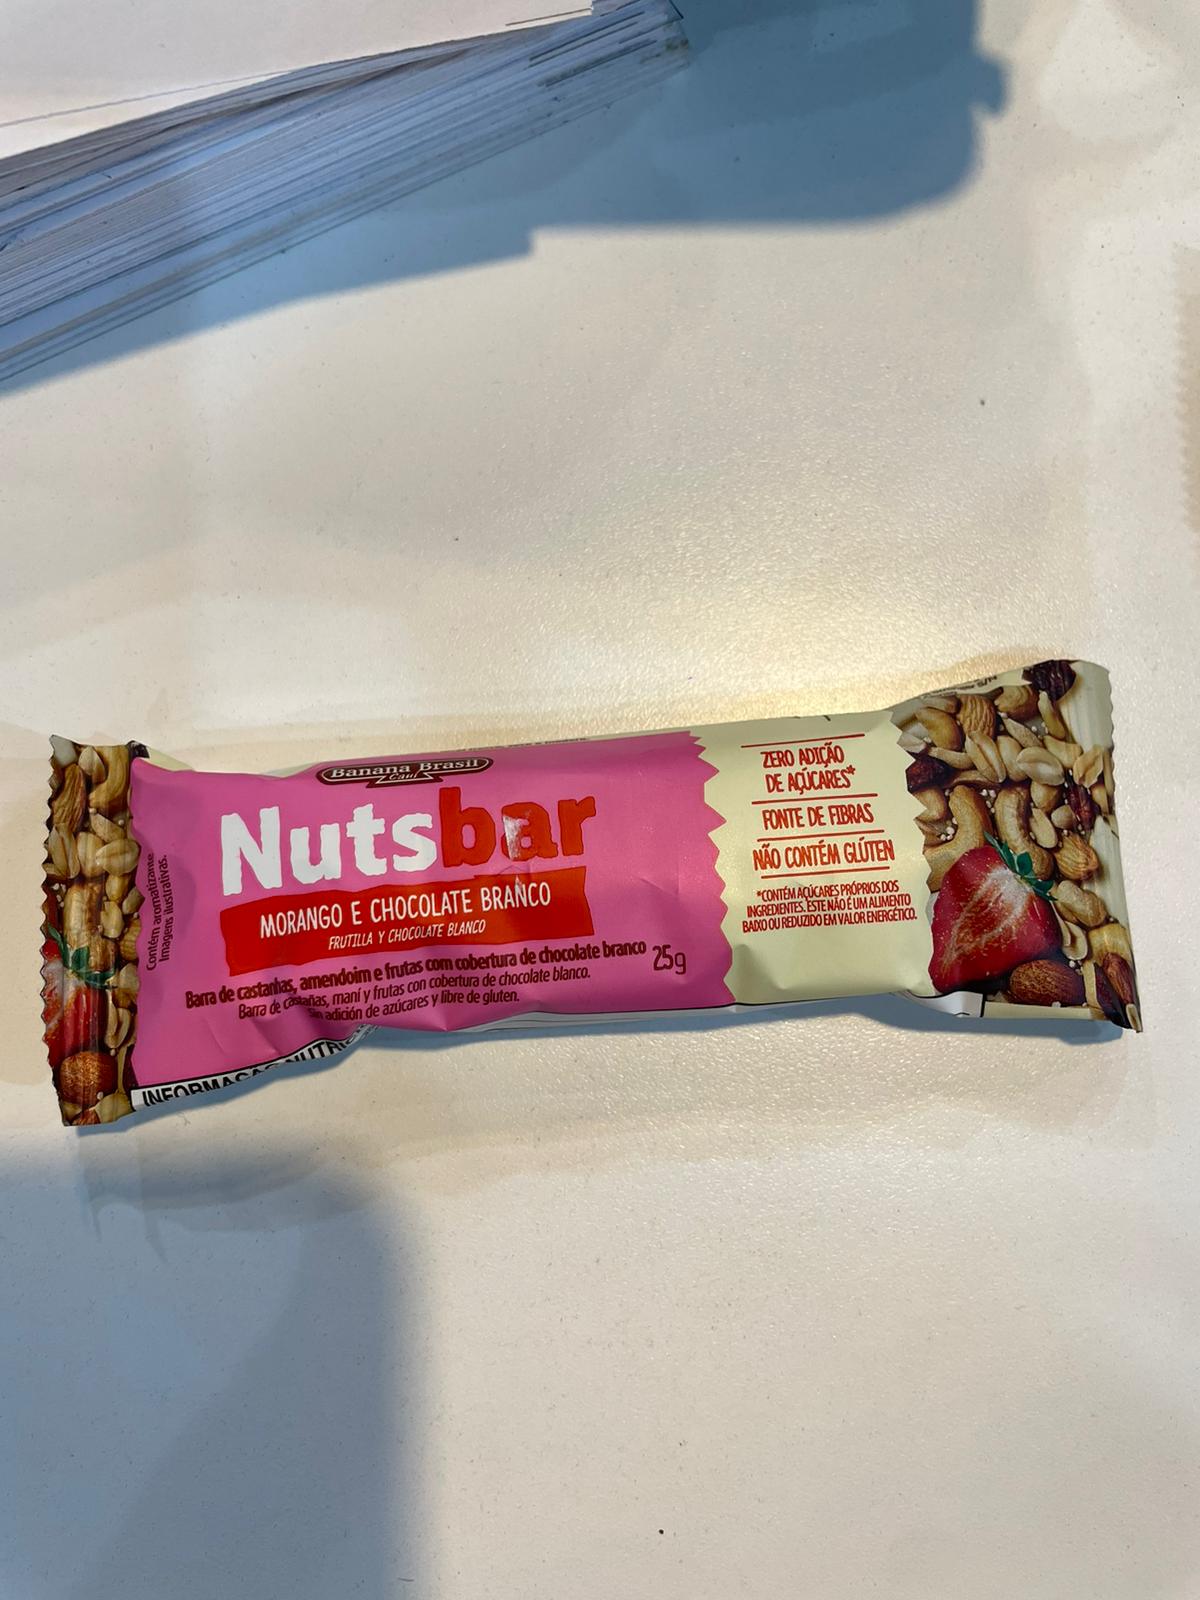 Banana Brasil
Nutsbar
MORANGO E CHOCOLATE BRANCO
FRUTILLA Y CHOCOLATE BLANCO
Barra de castanhas, amendoim e frutas com cobertura de chocolate branco
Barra de castañas, maní y frutas con cobertura de chocolate blanco.
sin adición de azúcares y libre de gluten.
25g
Contém aromatizante
Imagens ilustrativas.
ZERO ADIÇÃO
DE AÇÚCARES*
FONTE DE FIBRAS
NÃO CONTÉM GLÚTEN
*CONTÉM AÇÚCARES PRÓPRIOS DOS
INGREDIENTES. ESTE NÃO É UM ALIMENTO
BAIXO OU REDUZIDO EM VALOR ENERGÉTICO.